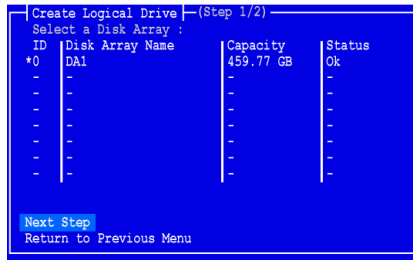 Create Logical Drive (Step 1/2)
Select a Disk Array :
ID Disk Array Name Capacity Status
*0 DA1 459.77 GB Ok
- - - -
- - - -
- - - -
- - - -
- - - -
- - - -
- - - -
Next Step
Return to Previous Menu